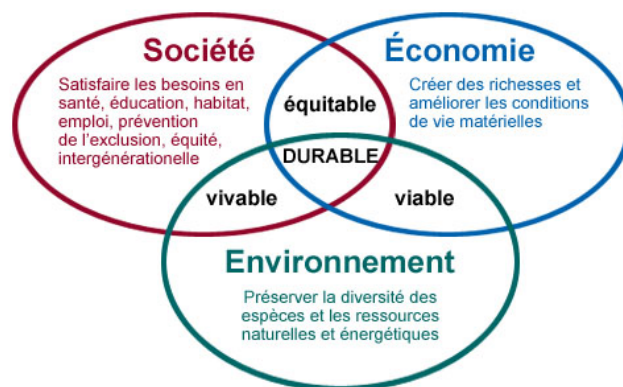 Société
Satisfaire les besoins en
santé, éducation, habitat,
emploi, prévention
de l'exclusion, équité,
intergénérationelle
Économie
Créer des richesses et
améliorer les conditions
de vie matérielles
équitable
DURABLE
vivable
viable
Environnement
Préserver la diversité des
espèces et les ressources
naturelles et énergétiques